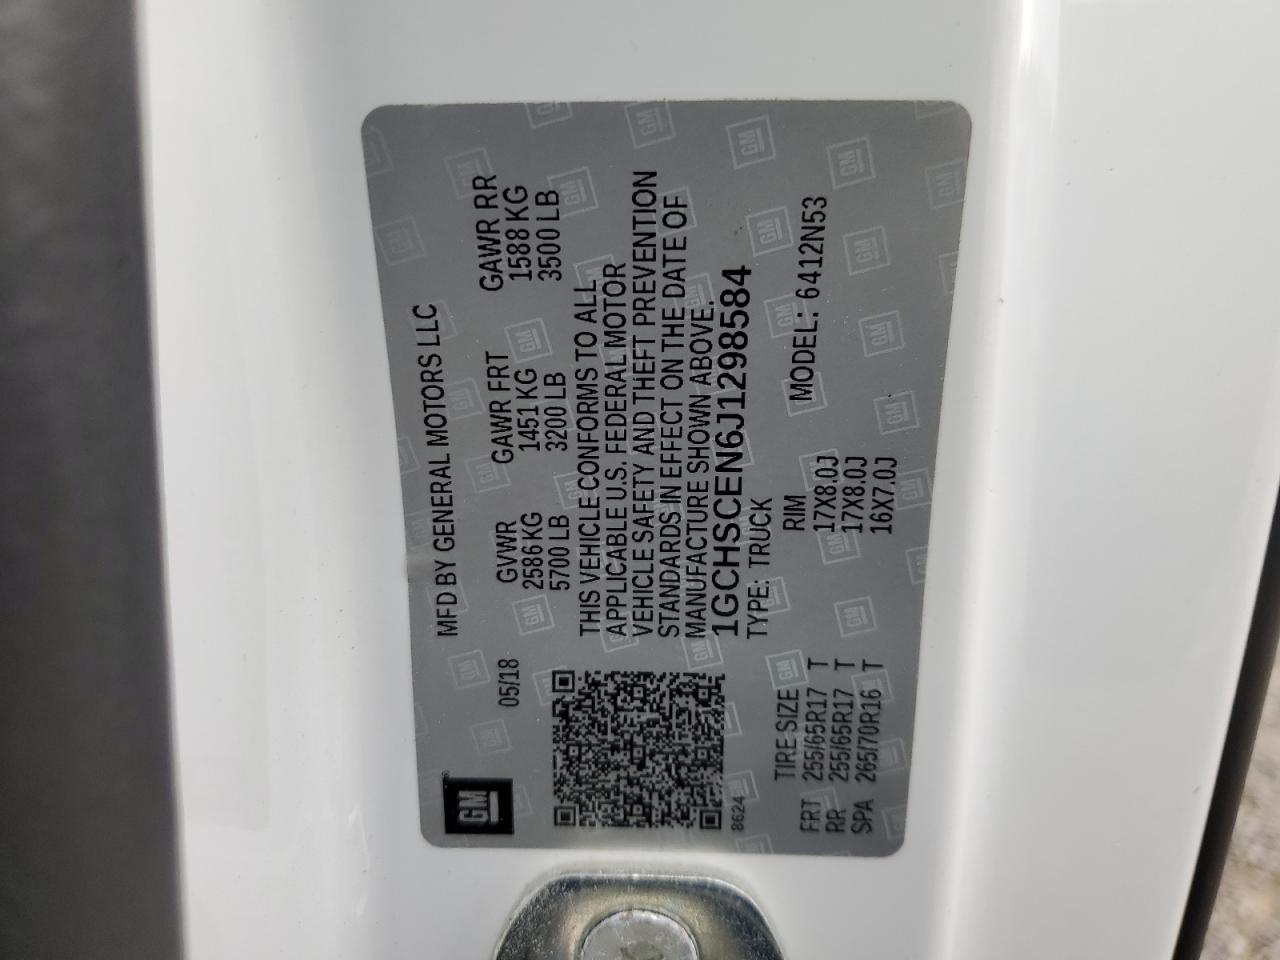 MFD BY GENERAL MOTORS LLC
GM
®
05/18
GVWR GAWR FRT GAWR RR
2586 KG 1451 KG 1588 KG
5700 LB 3200 LB 3500 LB
THIS VEHICLE CONFORMS TO ALL
APPLICABLE U.S. FEDERAL MOTOR
VEHICLE SAFETY AND THEFT PREVENTION
STANDARDS IN EFFECT ON THE DATE OF
MANUFACTURE SHOWN ABOVE.
1GCHSCEN6J1298584
8624
TYPE: TRUCK
MODEL: 6412N53
TIRE SIZE RIM
FRT 255/65R17 T 17X8.0J
RR 255/65R17 T 17X8.0J
SPA 265/70R16 T 16X7.0J